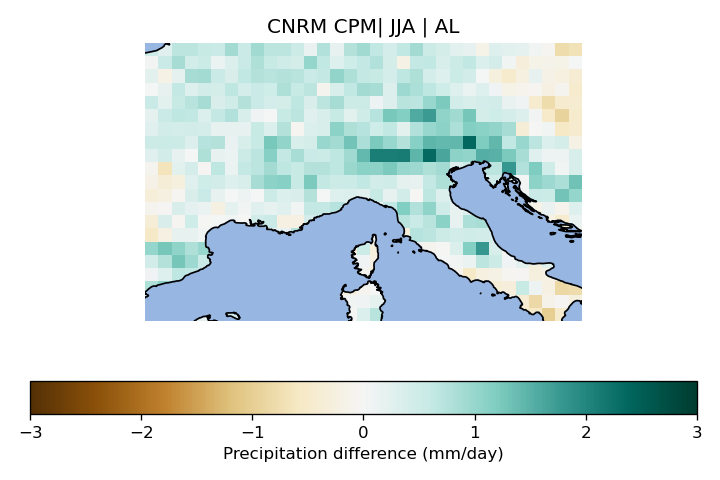 CNRM CPM| JJA | AL
−3 −2 −1 0 1 2 3
Precipitation difference (mm/day)